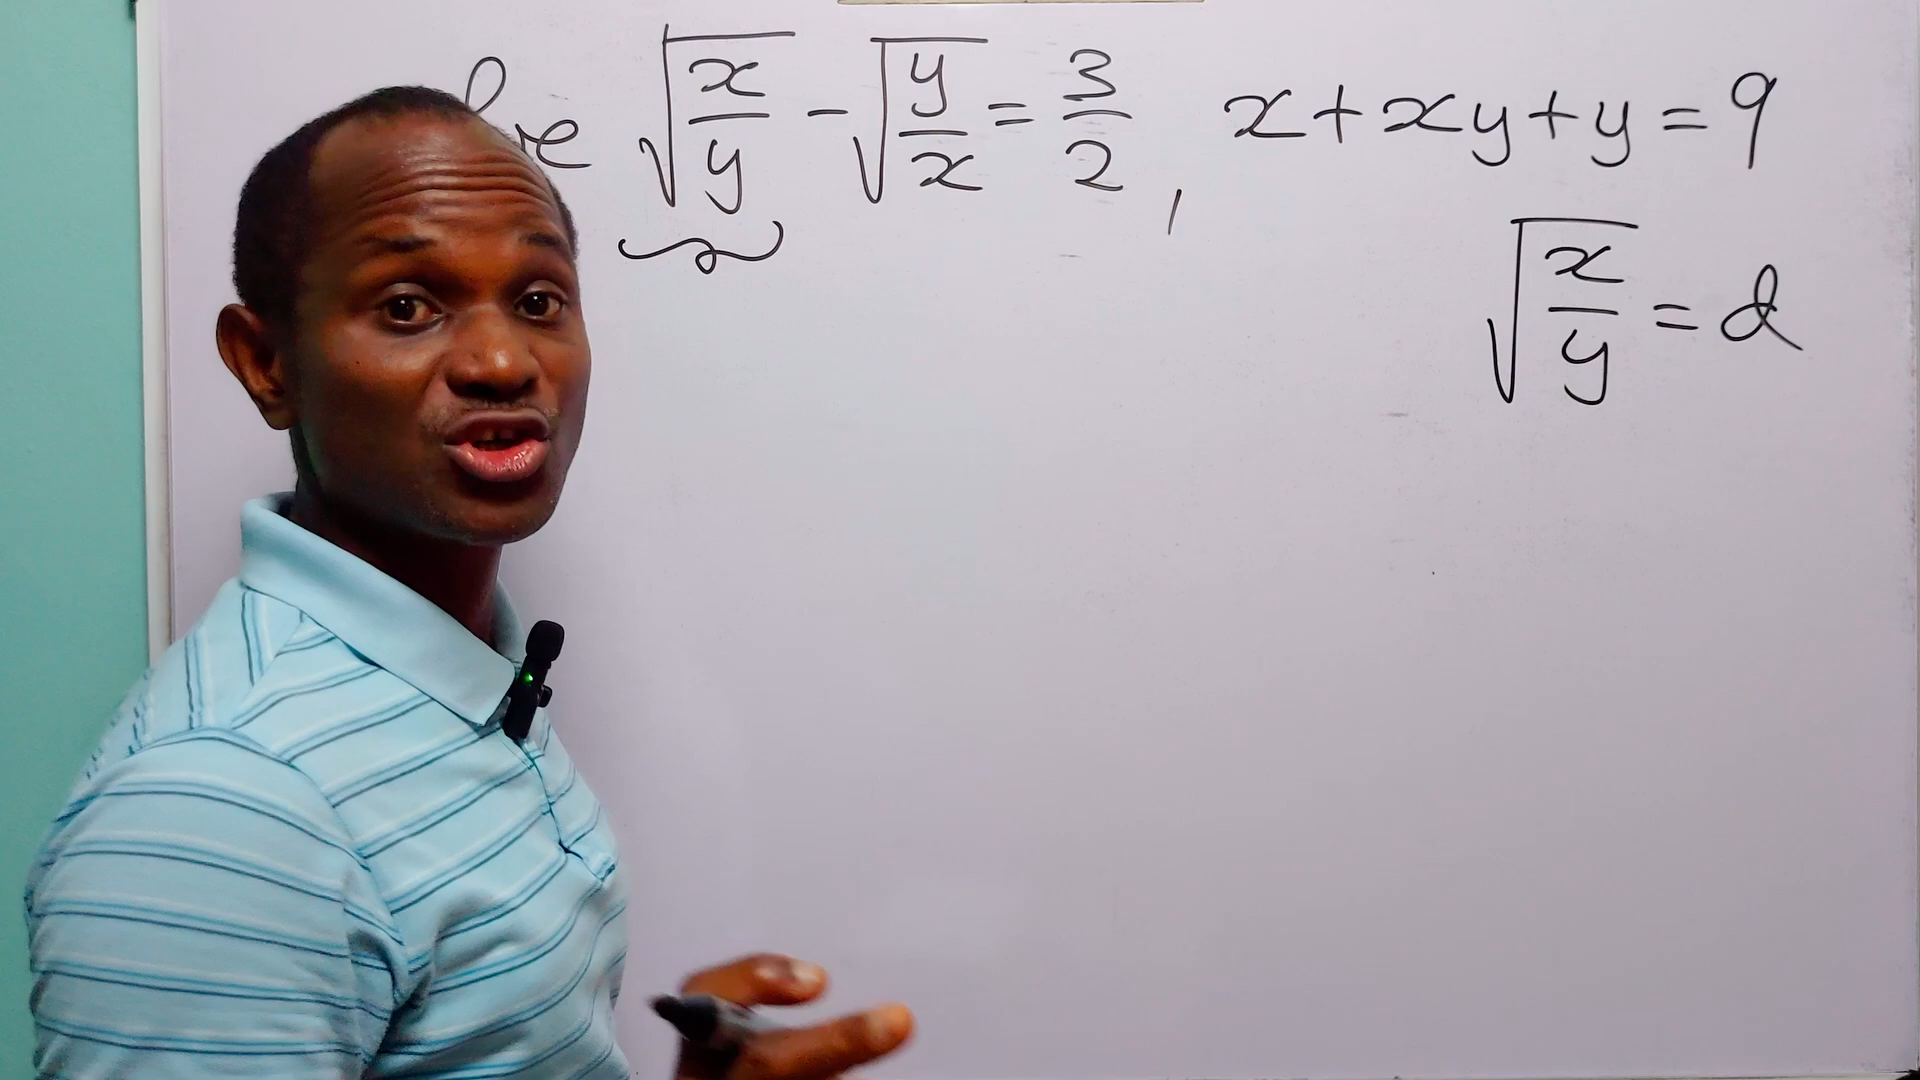 √(x/y) - √(y/x) = 3/2 , x + xy + y = 9
√(x/y) = d